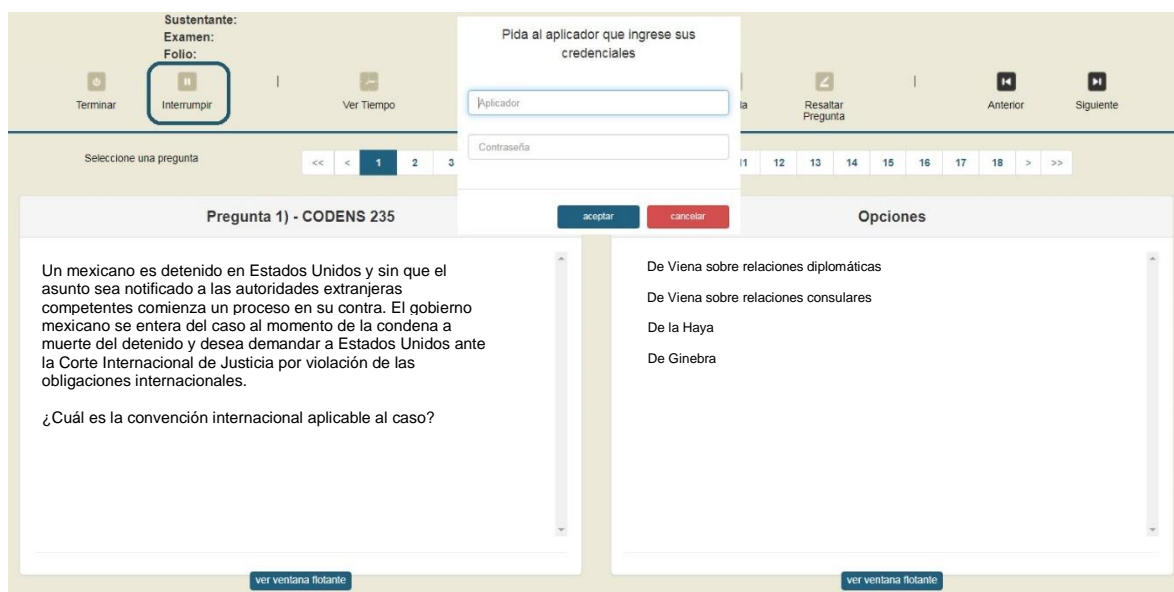 Sustentante:
Examen:
Folio:
Terminar
Interrumpir
|
Ver Tiempo
Resaltar
Pregunta
|
Anterior
Siguiente
Pida al aplicador que ingrese sus
credenciales
Aplicador
Contraseña
aceptar
cancelar
Seleccione una pregunta
<< < 1 2 3
12 13 14 15 16 17 18 > >>
Pregunta 1) - CODENS 235
Un mexicano es detenido en Estados Unidos y sin que el
asunto sea notificado a las autoridades extranjeras
competentes comienza un proceso en su contra. El gobierno
mexicano se entera del caso al momento de la condena a
muerte del detenido y desea demandar a Estados Unidos ante
la Corte Internacional de Justicia por violación de las
obligaciones internacionales.
¿Cuál es la convención internacional aplicable al caso?
ver ventana flotante
Opciones
De Viena sobre relaciones diplomáticas
De Viena sobre relaciones consulares
De la Haya
De Ginebra
ver ventana flotante